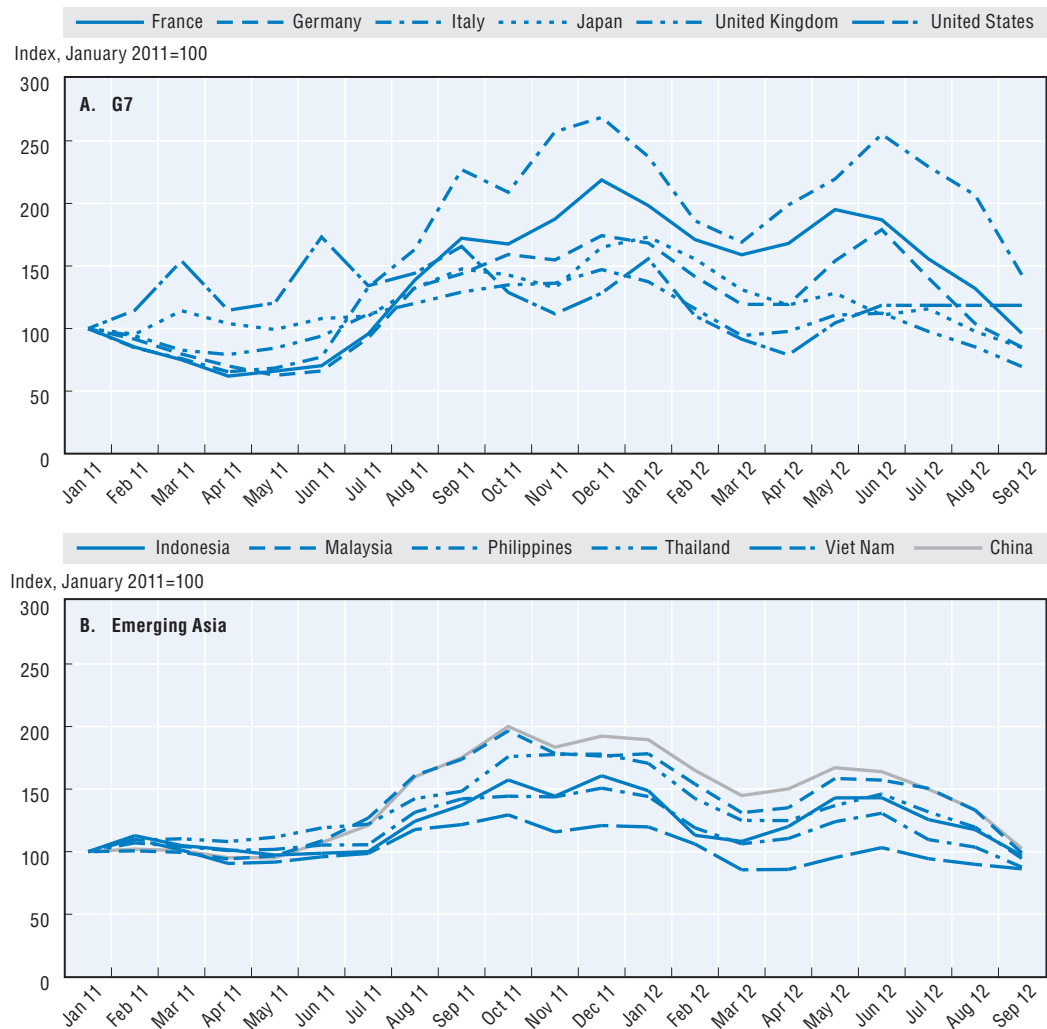 France Germany Italy Japan United Kingdom United States
Index, January 2011=100
A. G7
300
250
200
150
100
50
0
Jan 11 Feb 11 Mar 11 Apr 11 May 11 Jun 11 Jul 11 Aug 11 Sep 11 Oct 11 Nov 11 Dec 11 Jan 12 Feb 12 Mar 12 Apr 12 May 12 Jun 12 Jul 12 Aug 12 Sep 12
Indonesia Malaysia Philippines Thailand Viet Nam China
Index, January 2011=100
B. Emerging Asia
300
250
200
150
100
50
0
Jan 11 Feb 11 Mar 11 Apr 11 May 11 Jun 11 Jul 11 Aug 11 Sep 11 Oct 11 Nov 11 Dec 11 Jan 12 Feb 12 Mar 12 Apr 12 May 12 Jun 12 Jul 12 Aug 12 Sep 12